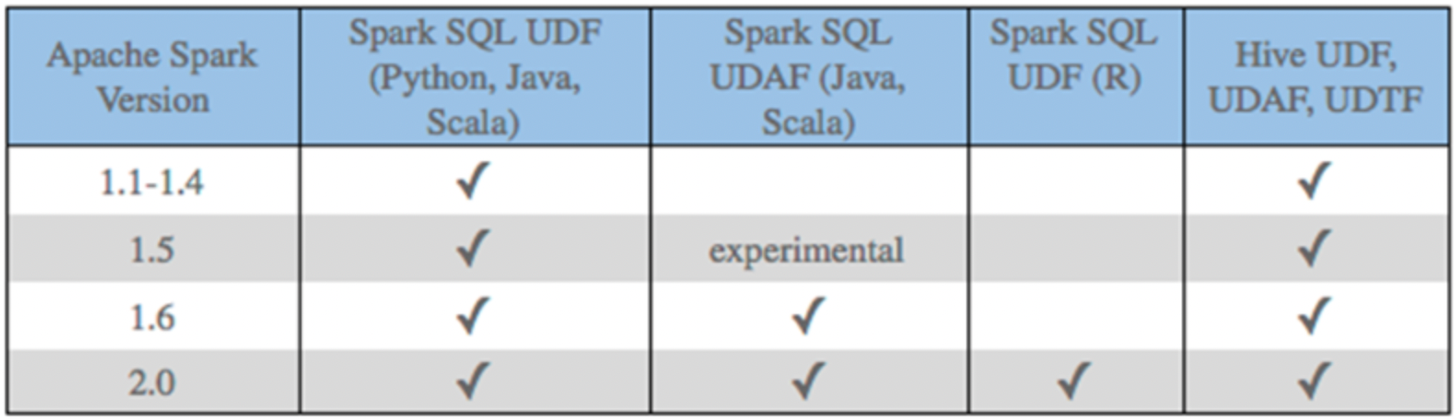 Apache Spark
Version
Spark SQL UDF
(Python, Java,
Scala)
Spark SQL
UDAF (Java,
Scala)
Spark SQL
UDF (R)
Hive UDF,
UDAF, UDTF
1.1-1.4 ✓ ✓
1.5 ✓ experimental ✓
1.6 ✓ ✓ ✓
2.0 ✓ ✓ ✓ ✓